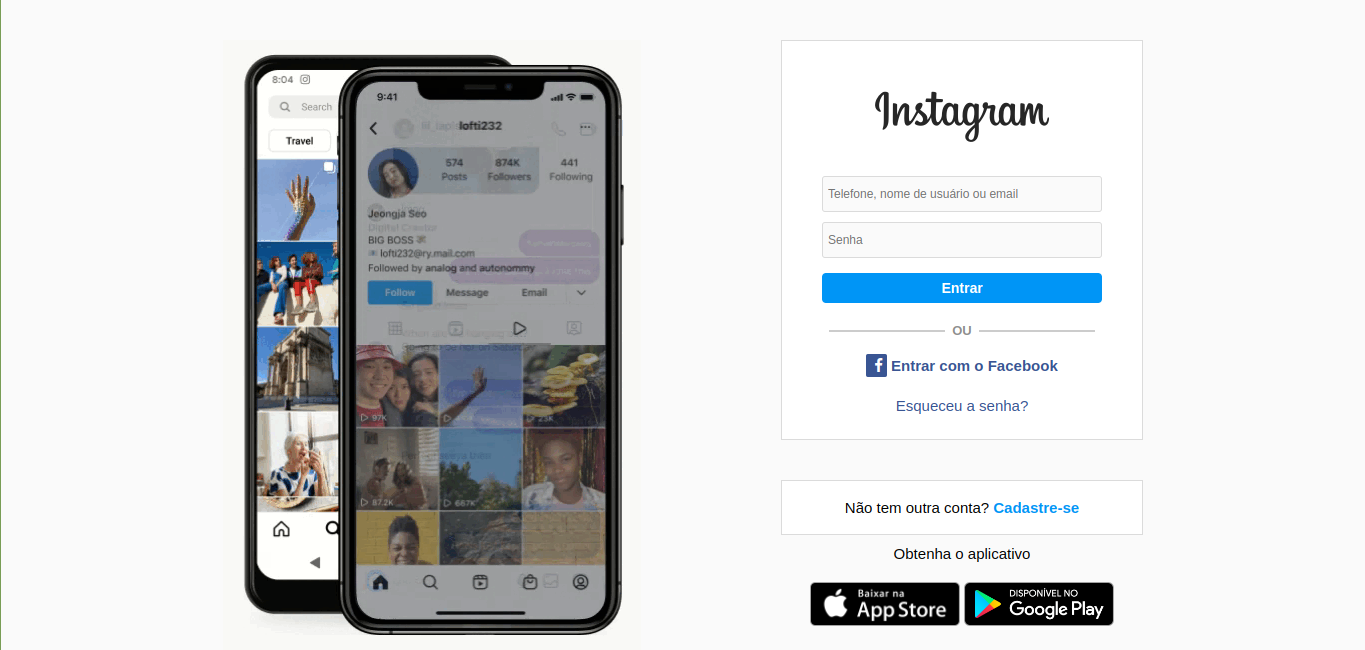 8:04
Search
Travel
9:41
lofti232
574
874K
441
Posts
Followers
Following
Jeongja Seo
Digital Creator
BIG BOSS
lofti232@ry.mail.com
Followed by analog and autonommy
Follow
Message
Email
97K
23K
87.2K
667K
Instagram
Telefone, nome de usuário ou email
Senha
Entrar
OU
f Entrar com o Facebook
Esqueceu a senha?
Não tem outra conta? Cadastre-se
Obtenha o aplicativo
Baixar na
App Store
DISPONÍVEL NO
Google Play